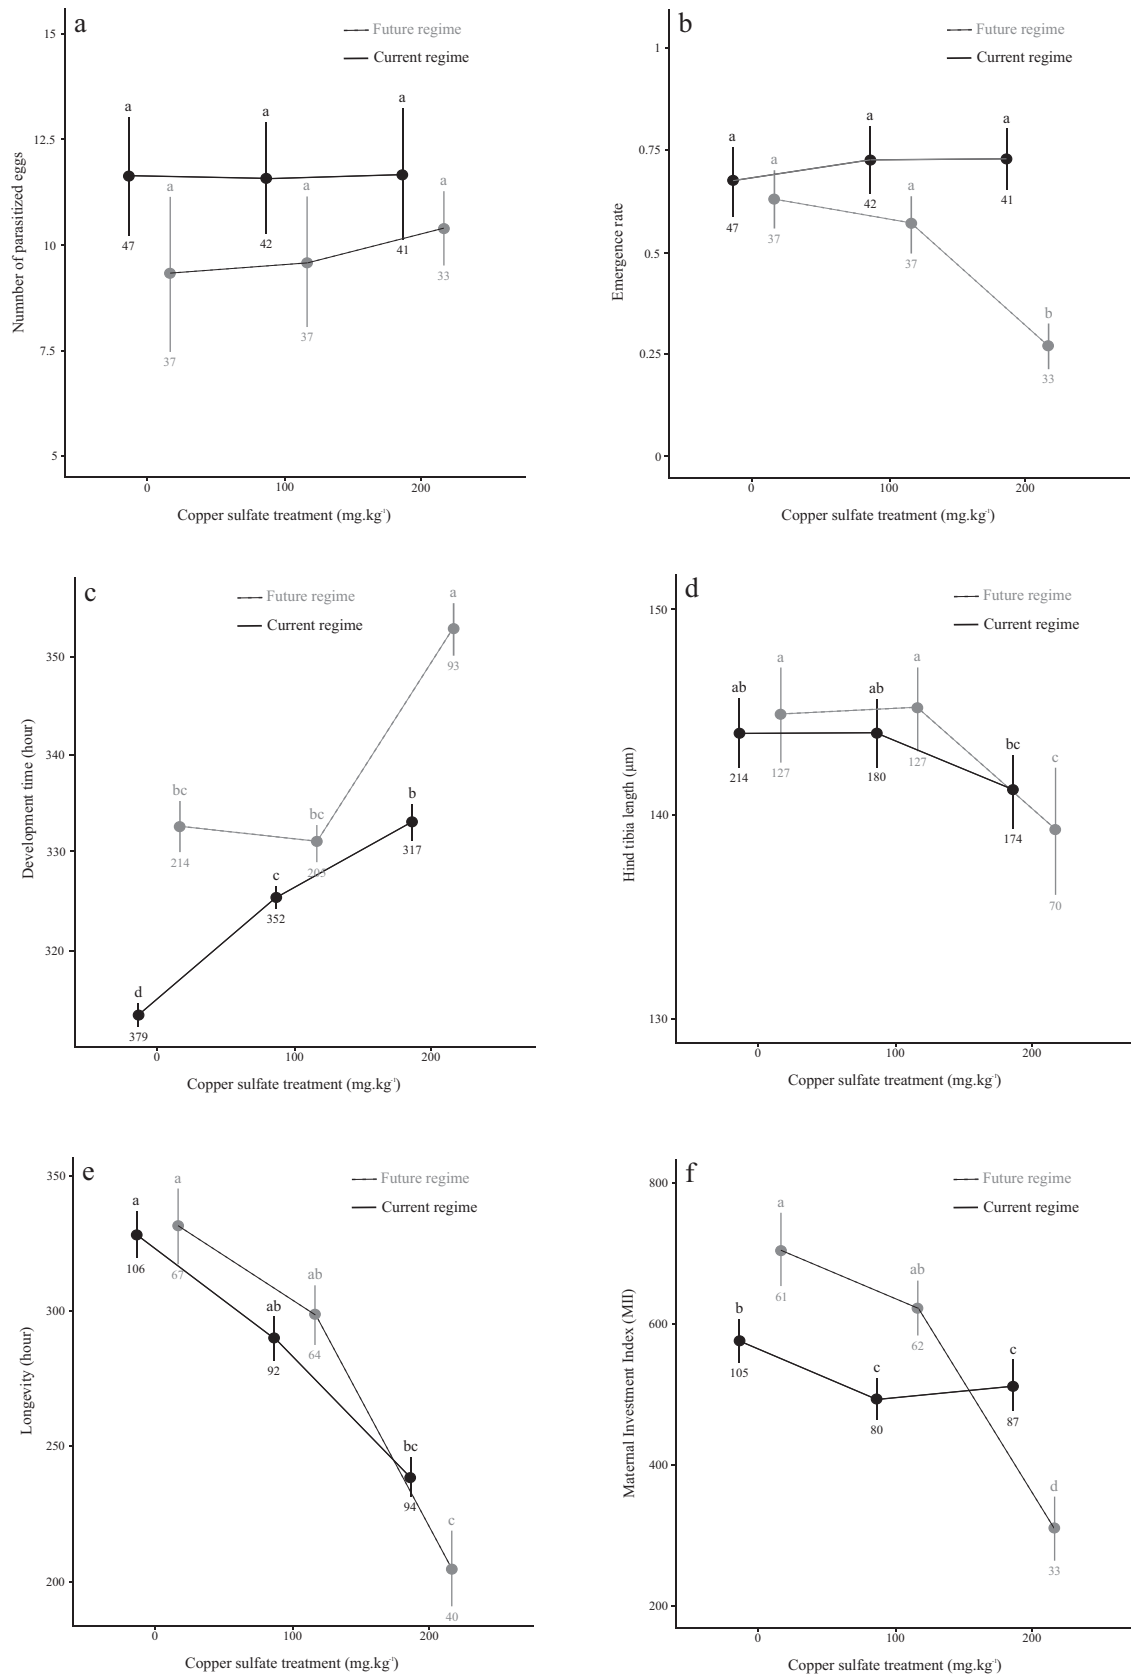 a
Future regime
Current regime
15
12.5
10
7.5
5
Numnber of parasitized eggs
a
a
a
a
a
a
47
42
41
37
37
33
0
100
200
Copper sulfate treatment (mg.kg⁻¹)
b
Future regime
Current regime
1
0.75
0.5
0.25
0
Emergence rate
a
a
a
a
a
b
47
42
41
37
37
33
0
100
200
Copper sulfate treatment (mg.kg⁻¹)
c
Future regime
Current regime
350
340
330
320
Development time (hour)
a
bc
bc
b
c
d
93
214
205
317
352
379
0
100
200
Copper sulfate treatment (mg.kg⁻¹)
d
Future regime
Current regime
150
140
130
Hind tibia length (µm)
a
a
ab
ab
bc
c
214
127
180
127
174
70
0
100
200
Copper sulfate treatment (mg.kg⁻¹)
e
Future regime
Current regime
350
300
250
200
Longevity (hour)
a
a
ab
ab
bc
c
106
67
64
92
94
40
0
100
200
Copper sulfate treatment (mg.kg⁻¹)
f
Future regime
Current regime
800
600
400
200
Maternal Investment Index (MII)
a
ab
b
c
c
d
61
62
105
80
87
33
0
100
200
Copper sulfate treatment (mg.kg⁻¹)